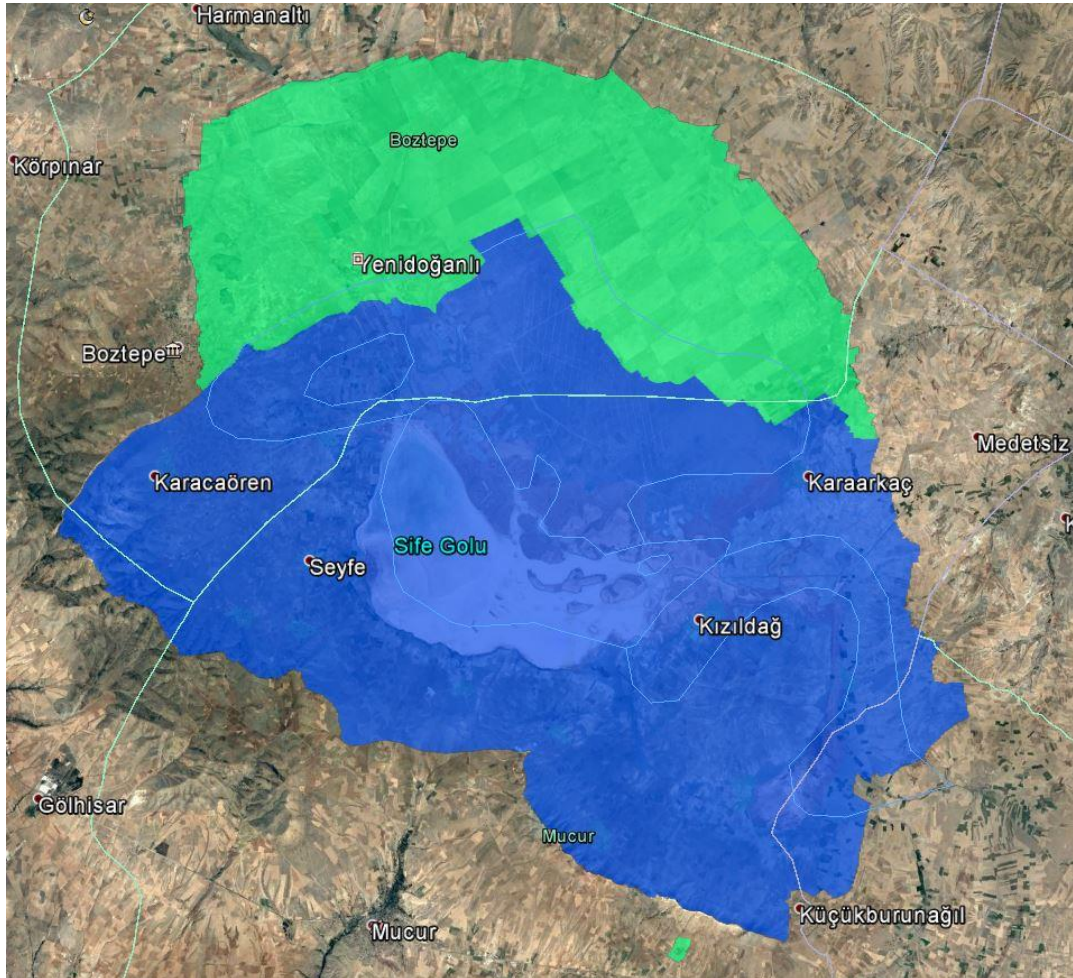 Harmanaltı
Boztepe
Körpınar
Yenidoğanlı
Boztepe
Medetsiz
Karacaören
Karaarkaç
Sife Golu
Seyfe
Kızıldağ
Gölhisar
Mucur
Küçükburunağıl
Mucur